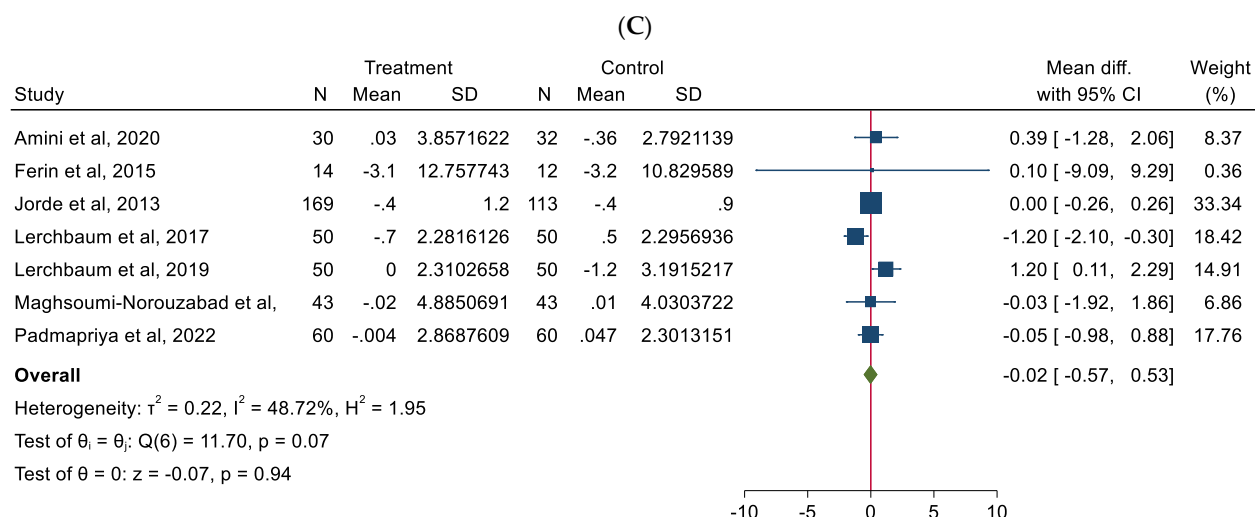 (C)
Treatment Control Mean diff. Weight
Study N Mean SD N Mean SD with 95% CI (%)
Amini et al, 2020 30 .03 3.8571622 32 -.36 2.7921139 0.39 [ -1.28, 2.06] 8.37
Ferin et al, 2015 14 -3.1 12.757743 12 -3.2 10.829589 0.10 [ -9.09, 9.29] 0.36
Jorde et al, 2013 169 -.4 1.2 113 -.4 .9 0.00 [ -0.26, 0.26] 33.34
Lerchbaum et al, 2017 50 -.7 2.2816126 50 .5 2.2956936 -1.20 [ -2.10, -0.30] 18.42
Lerchbaum et al, 2019 50 0 2.3102658 50 -1.2 3.1915217 1.20 [ 0.11, 2.29] 14.91
Maghsoumi-Norouzabad et al, 43 -.02 4.8850691 43 .01 4.0303722 -0.03 [ -1.92, 1.86] 6.86
Padmapriya et al, 2022 60 -.004 2.8687609 60 .047 2.3013151 -0.05 [ -0.98, 0.88] 17.76
Overall -0.02 [ -0.57, 0.53]
Heterogeneity: τ² = 0.22, I² = 48.72%, H² = 1.95
Test of θᵢ = θⱼ: Q(6) = 11.70, p = 0.07
Test of θ = 0: z = -0.07, p = 0.94
-10 -5 0 5 10